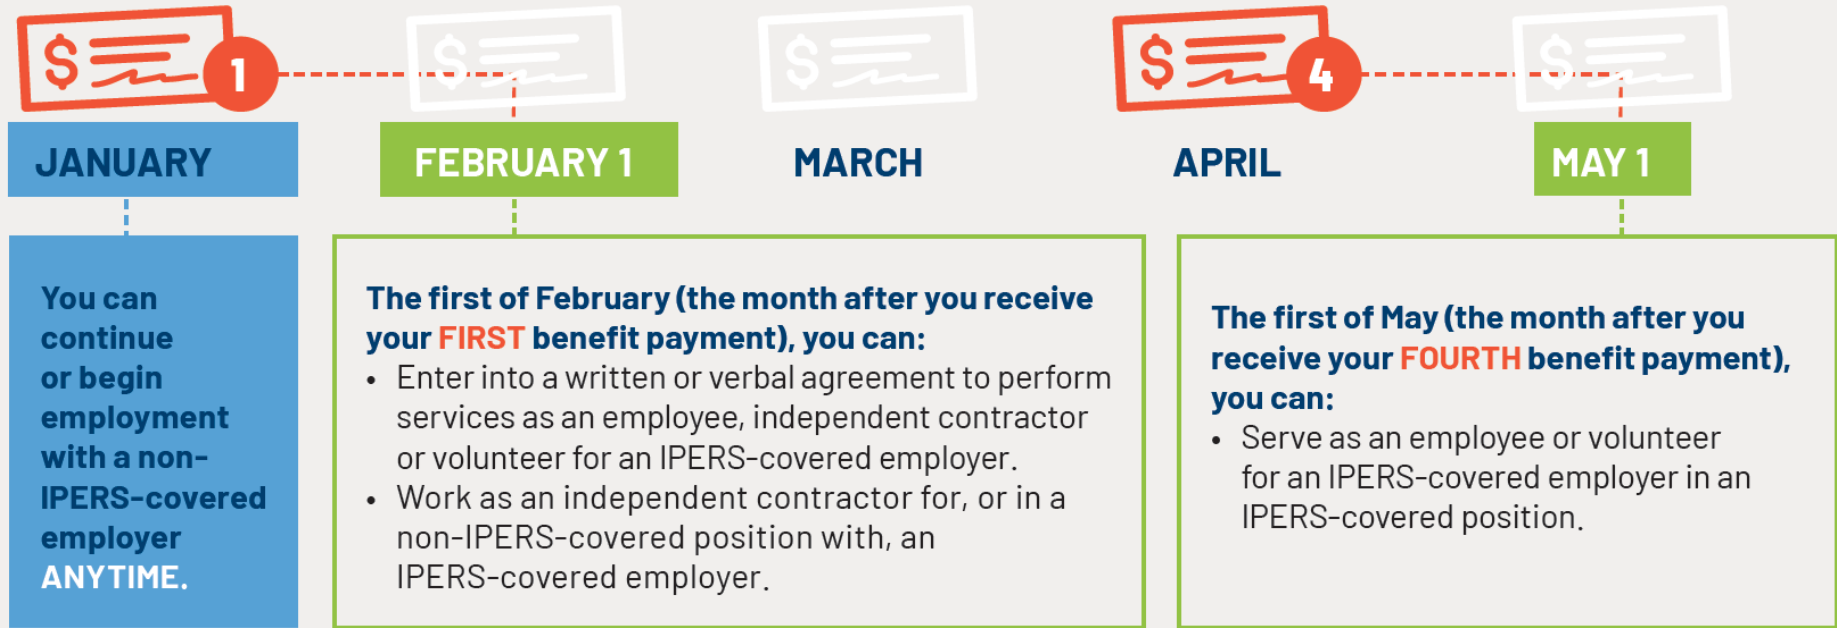 $ 1
$
$
$ 4
$
JANUARY
FEBRUARY 1
MARCH
APRIL
MAY 1
You can
continue
or begin
employment
with a non-
IPERS-covered
employer
ANYTIME.
The first of February (the month after you receive
your FIRST benefit payment), you can:
• Enter into a written or verbal agreement to perform
services as an employee, independent contractor
or volunteer for an IPERS-covered employer.
• Work as an independent contractor for, or in a
non-IPERS-covered position with, an
IPERS-covered employer.
The first of May (the month after you
receive your FOURTH benefit payment),
you can:
• Serve as an employee or volunteer
for an IPERS-covered employer in an
IPERS-covered position.